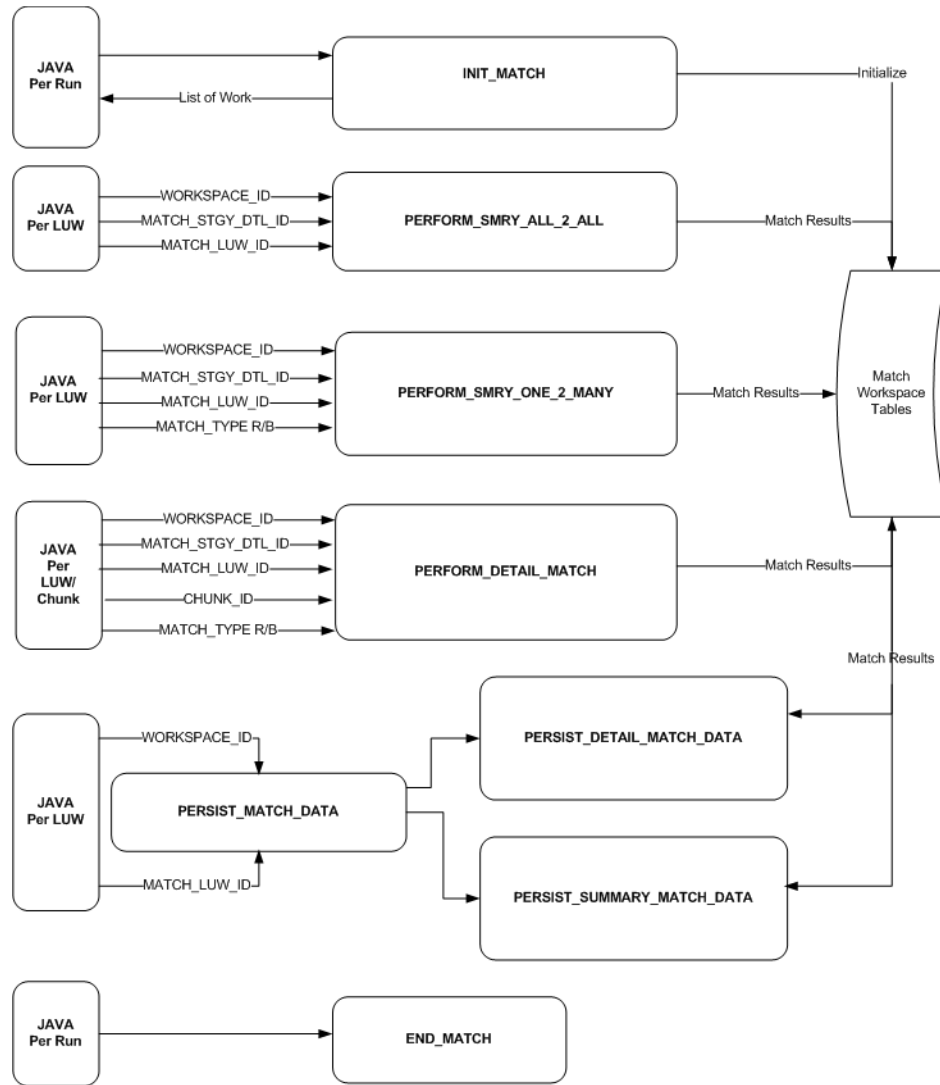 JAVA
Per Run
INIT_MATCH
Initialize
List of Work
JAVA
Per LUW
WORKSPACE_ID
MATCH_STGY_DTL_ID
MATCH_LUW_ID
PERFORM_SMRY_ALL_2_ALL
Match Results
JAVA
Per LUW
WORKSPACE_ID
MATCH_STGY_DTL_ID
MATCH_LUW_ID
MATCH_TYPE R/B
PERFORM_SMRY_ONE_2_MANY
Match Results
Match
Workspace
Tables
JAVA
Per
LUW/
Chunk
WORKSPACE_ID
MATCH_STGY_DTL_ID
MATCH_LUW_ID
CHUNK_ID
MATCH_TYPE R/B
PERFORM_DETAIL_MATCH
Match Results
Match Results
JAVA
Per LUW
WORKSPACE_ID
PERSIST_MATCH_DATA
MATCH_LUW_ID
PERSIST_DETAIL_MATCH_DATA
PERSIST_SUMMARY_MATCH_DATA
JAVA
Per Run
END_MATCH